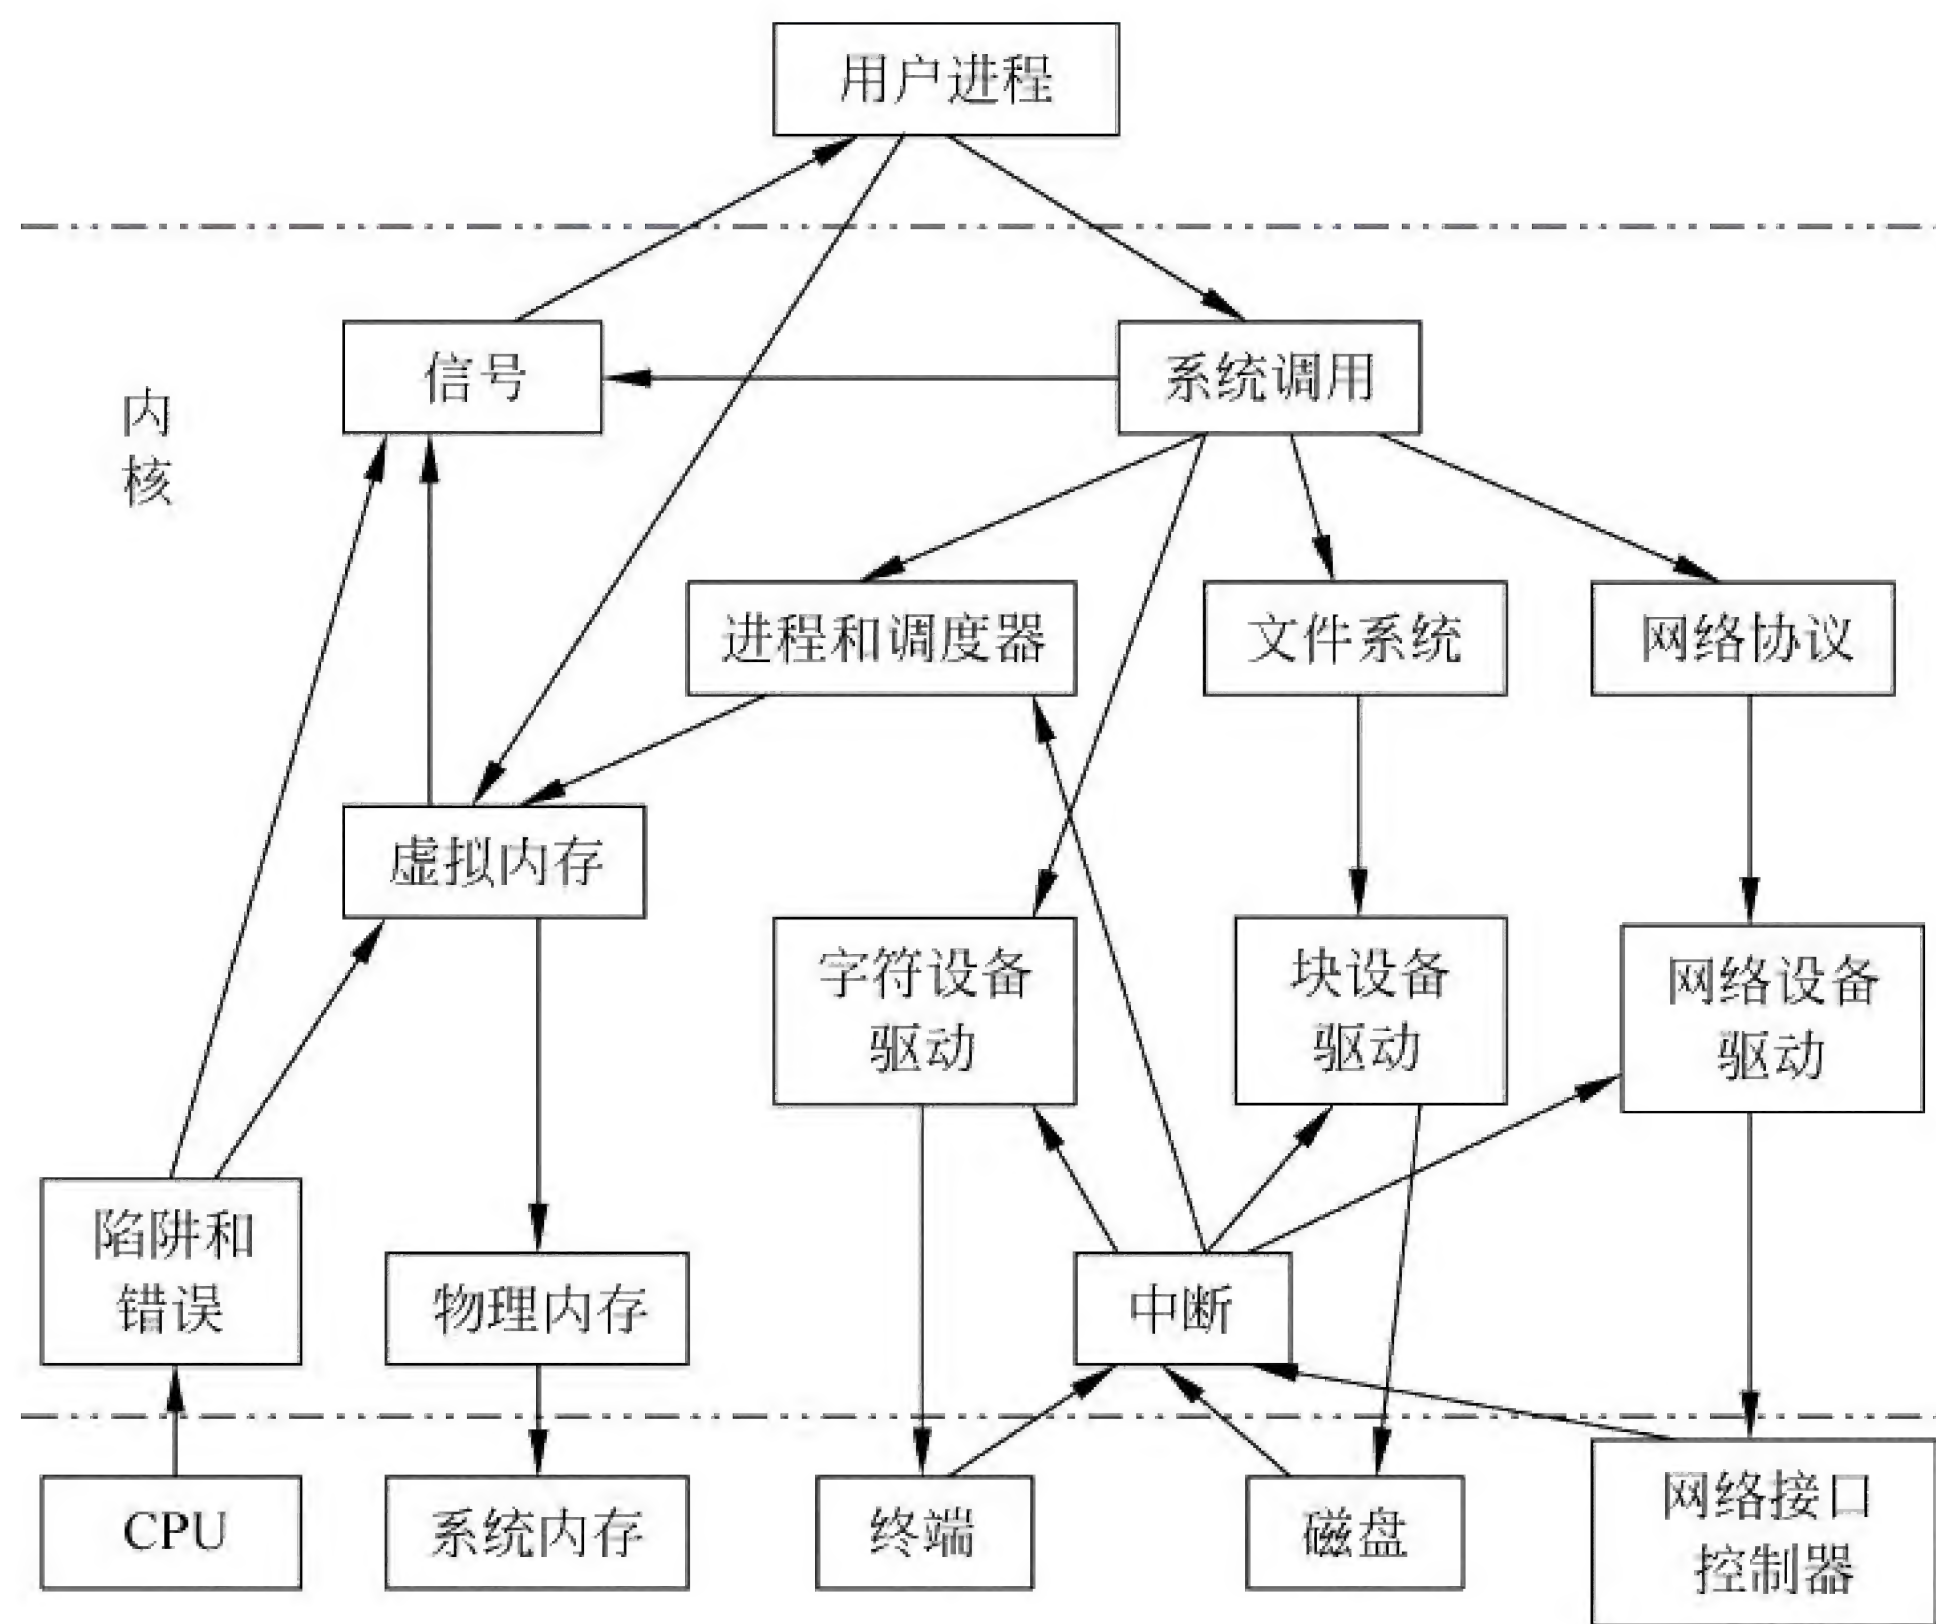 用户进程
信号
系统调用
内
核
进程和调度器
文件系统
网络协议
虚拟内存
字符设备
驱动
块设备
驱动
网络设备
驱动
陷阱和
错误
物理内存
中断
CPU
系统内存
终端
磁盘
网络接口
控制器